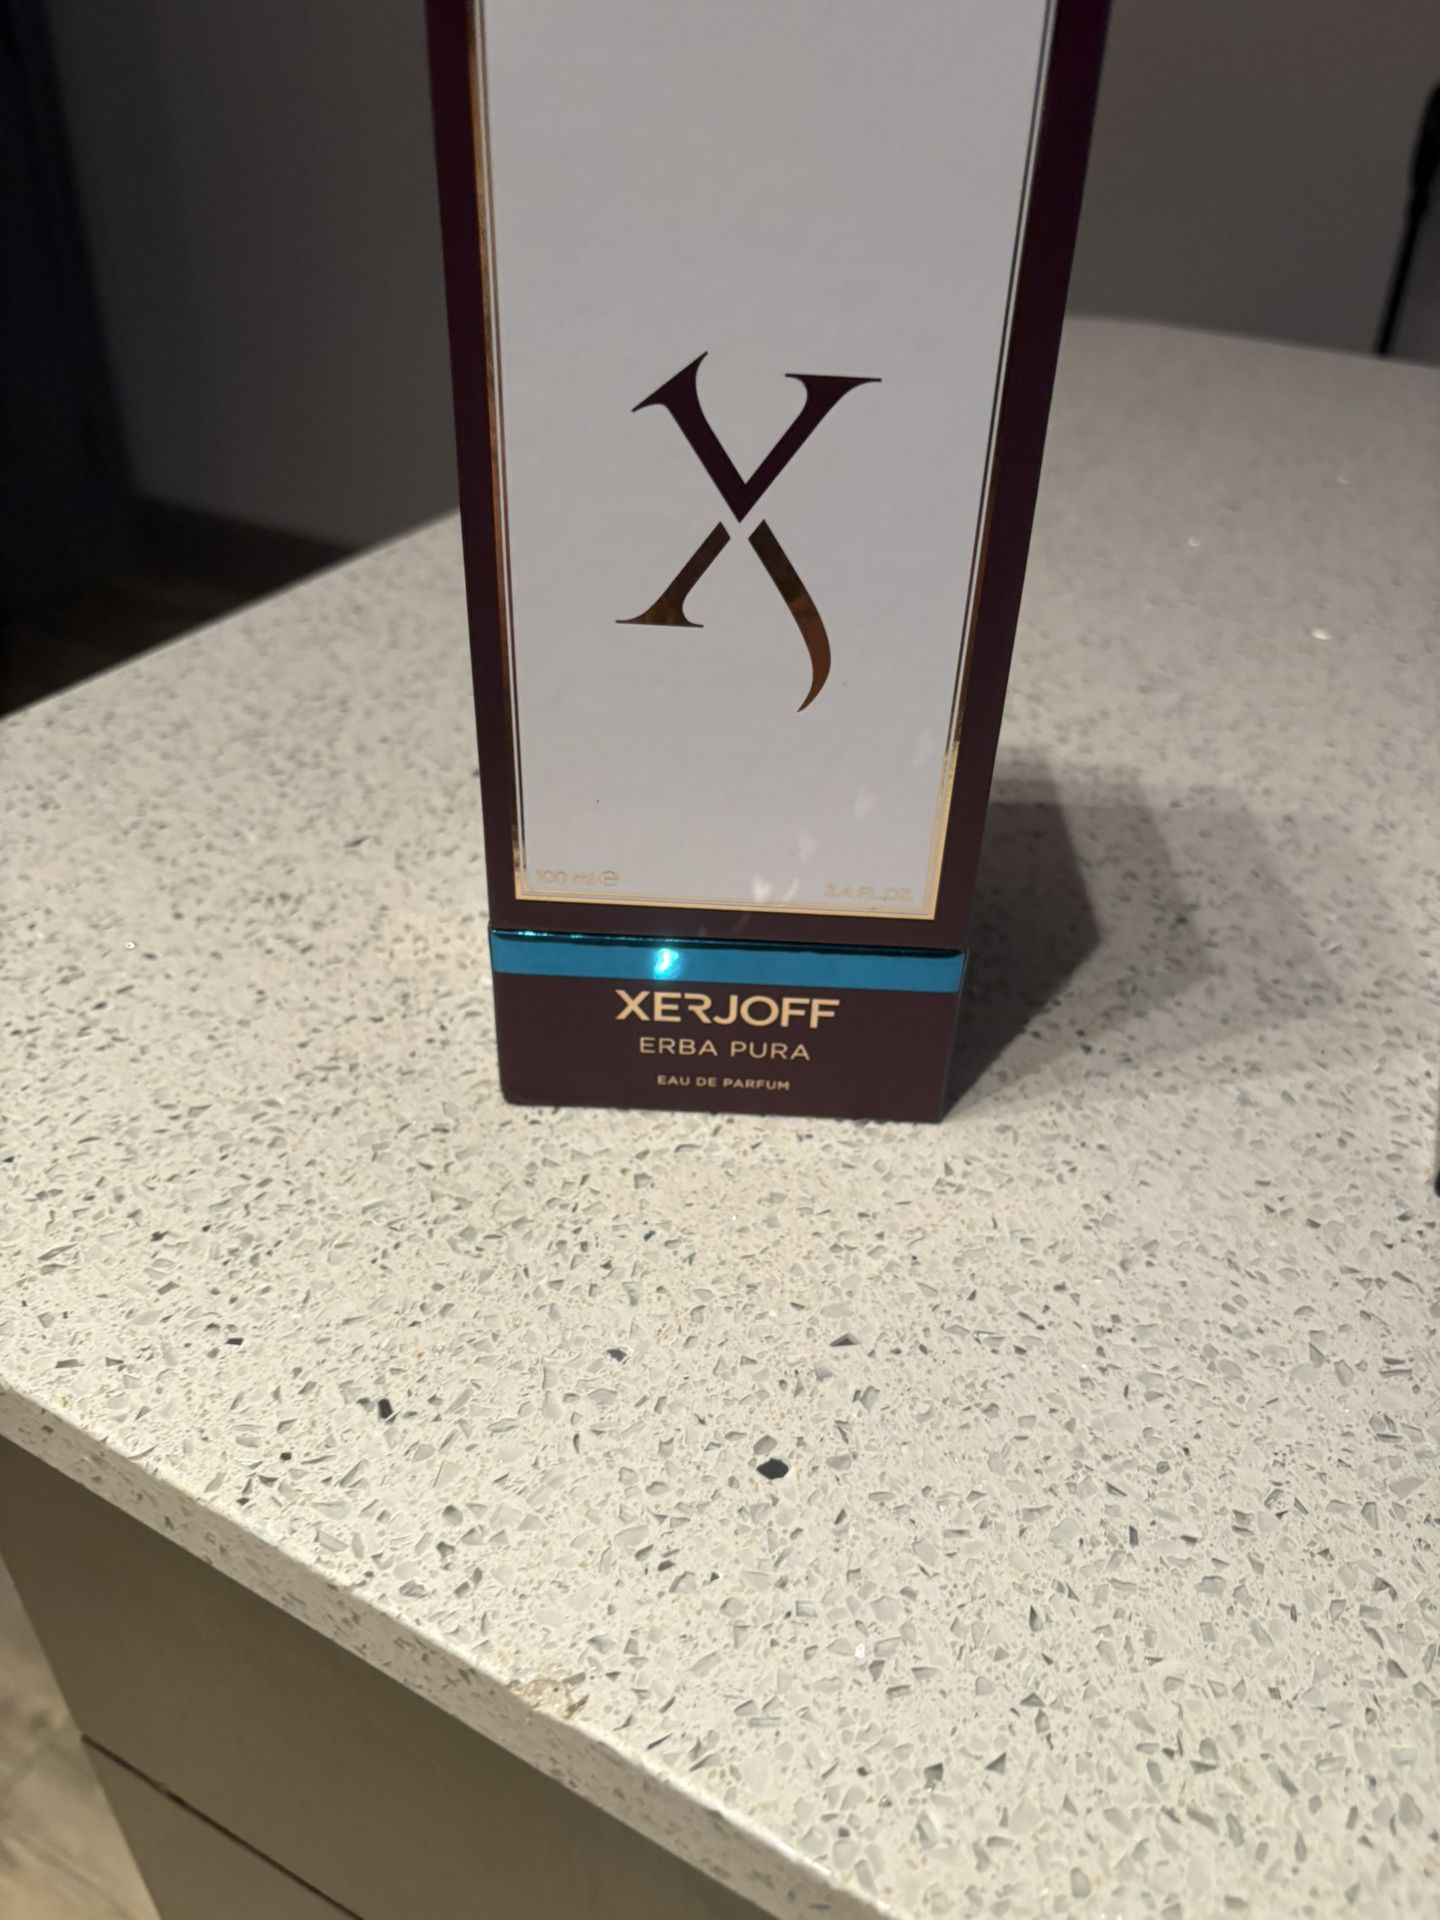 X
100 ml ℮
3.4 FL.OZ.
XERJOFF
ERBA PURA
EAU DE PARFUM